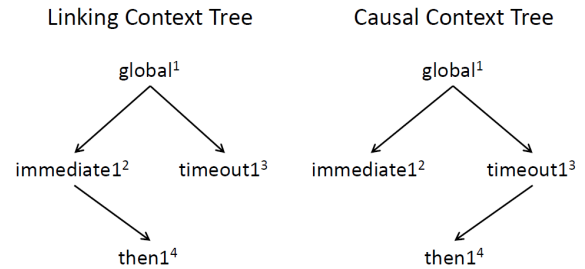 Linking Context Tree
global¹
immediate1² timeout1³
then1⁴
Causal Context Tree
global¹
immediate1² timeout1³
then1⁴